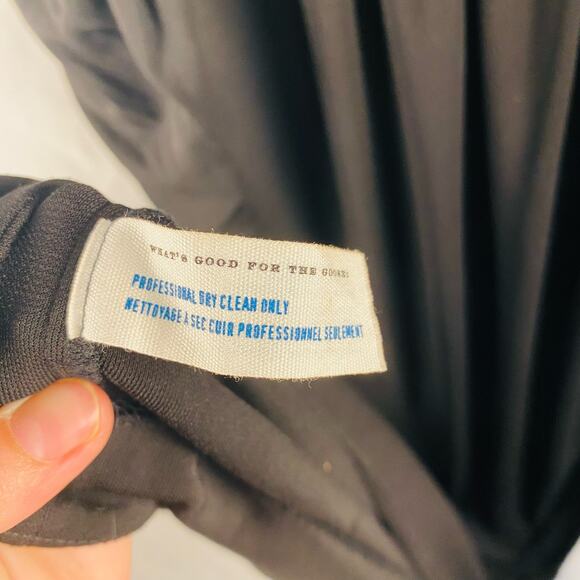 WHAT'S GOOD FOR THE GOOSE:
PROFESSIONAL DRY CLEAN ONLY
NETTOYAGE A SEC CUIR PROFESSIONNEL SEULEMENT